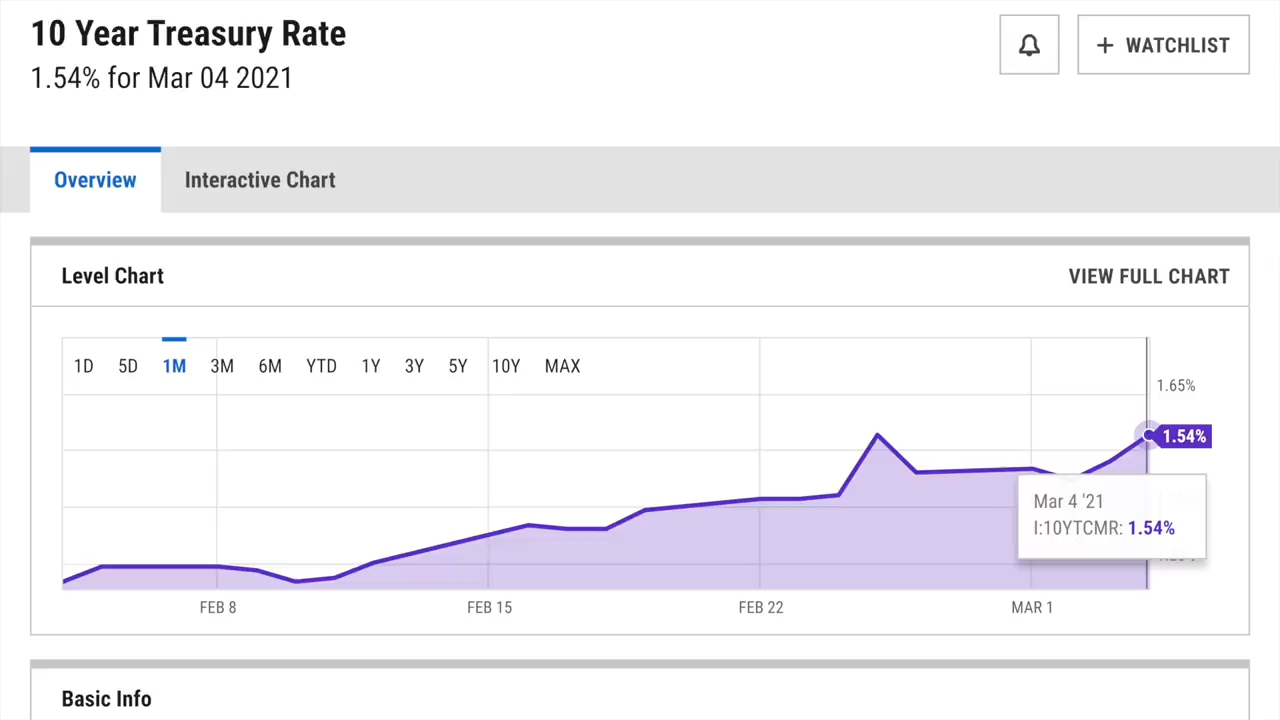 10 Year Treasury Rate
1.54% for Mar 04 2021
+ WATCHLIST
Overview
Interactive Chart
Level Chart
VIEW FULL CHART
1D 5D 1M 3M 6M YTD 1Y 3Y 5Y 10Y MAX
1.65%
1.54%
Mar 4 '21
I:10YTCMR: 1.54%
FEB 8
FEB 15
FEB 22
MAR 1
Basic Info